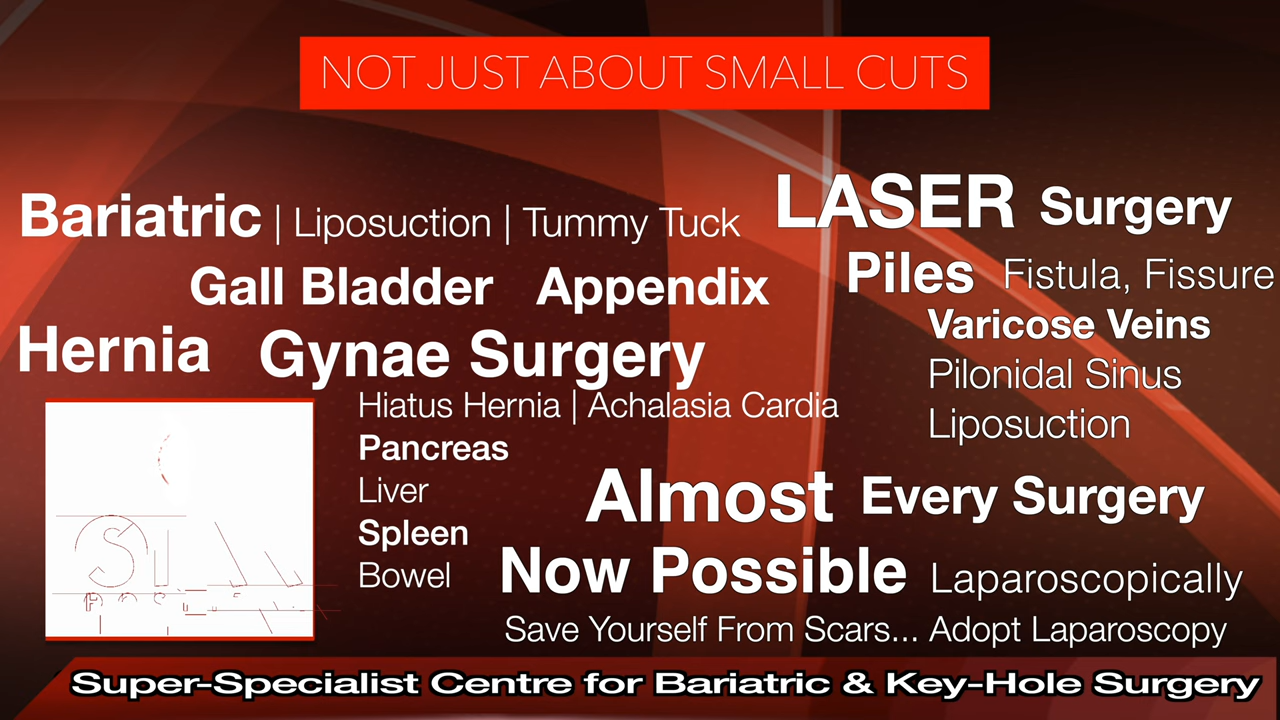 NOT JUST ABOUT SMALL CUTS
Bariatric | Liposuction | Tummy Tuck
Gall Bladder Appendix
Hernia Gynae Surgery
Hiatus Hernia | Achalasia Cardia
Pancreas
Liver
Spleen
Bowel
LASER Surgery
Piles Fistula, Fissure
Varicose Veins
Pilonidal Sinus
Liposuction
Almost Every Surgery
Now Possible Laparoscopically
Save Yourself From Scars... Adopt Laparoscopy
Super-Specialist Centre for Bariatric & Key-Hole Surgery